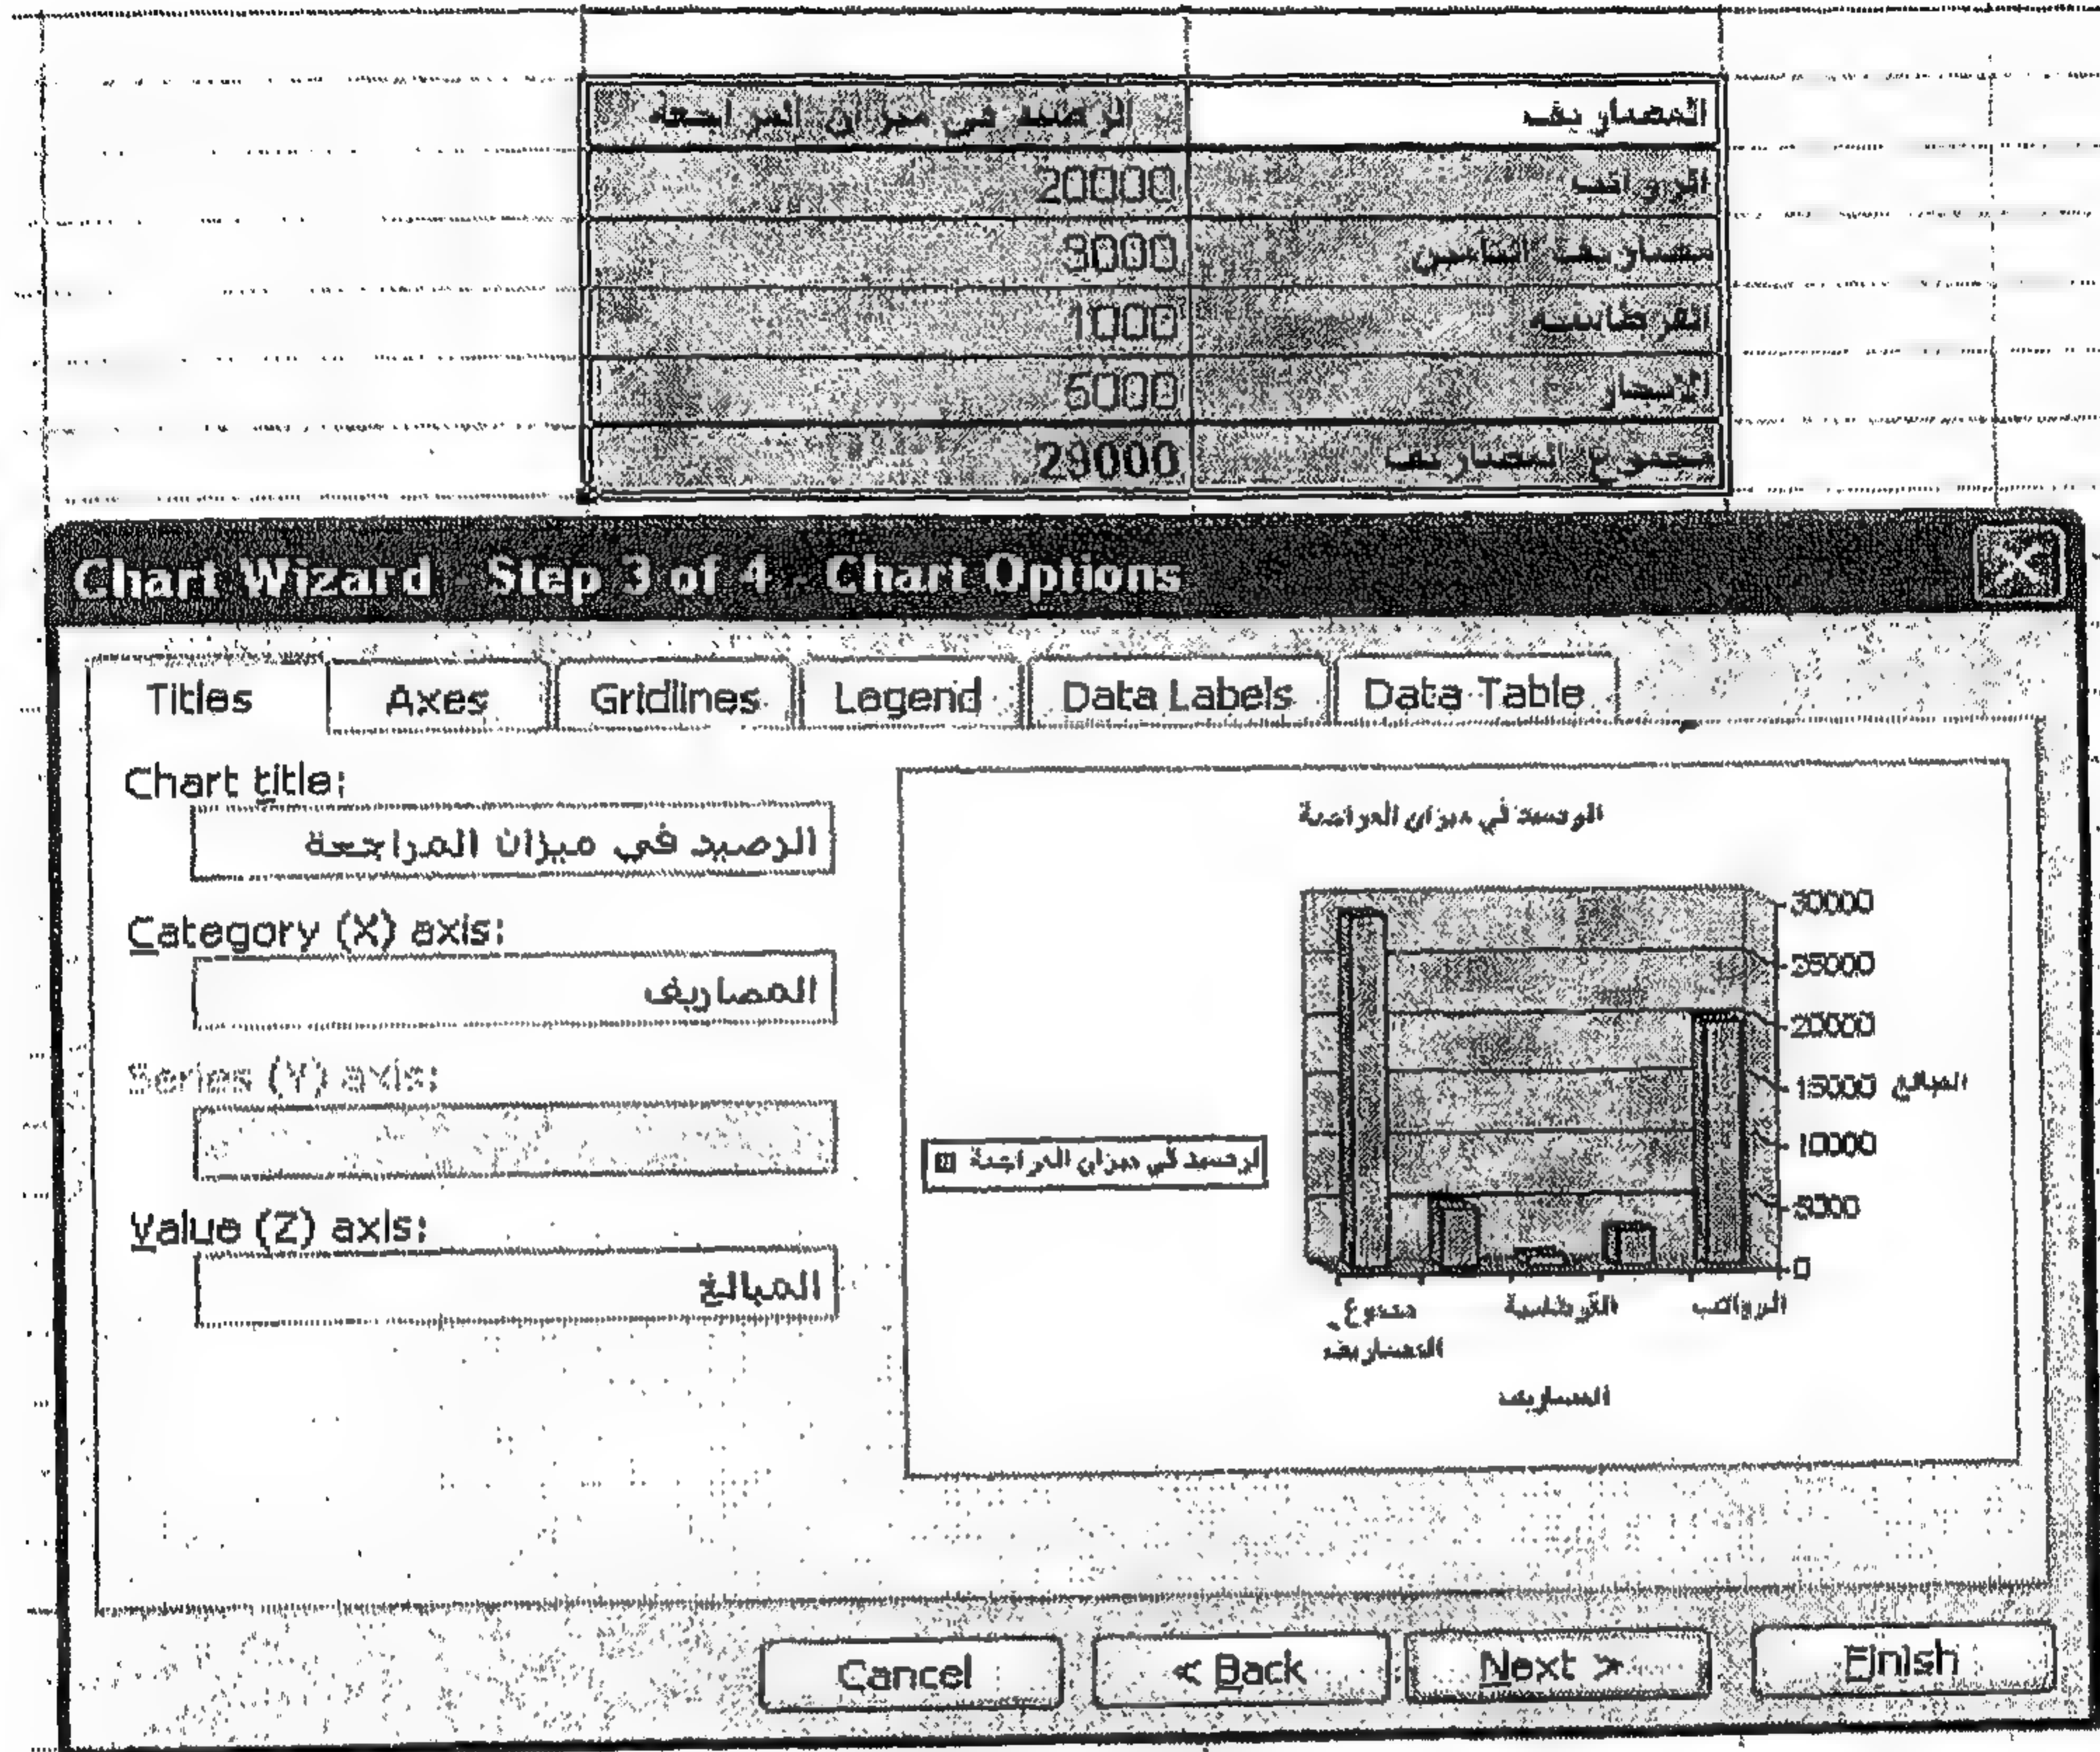 المصاريف الرصيد في ميزان المراجعة
الرواتب 20000
مصاريف التامين 3000
القرطاسية 1000
الايجار 5000
مجموع المصاريف 29000
Chart Wizard - Step 3 of 4 - Chart Options
Titles Axes Gridlines Legend Data Labels Data Table
Chart title:
الرصيد في ميزان المراجعة
Category (X) axis:
المصاريف
Series (Y) axis:
Value (Z) axis:
المبالغ
الرصيد في ميزان المراجعة
30000
25000
20000
15000 المبالغ
10000
5000
0
الرصيد في ميزان المراجعة
الرواتب القرطاسية مجموع
المصاريف
المصاريف
Cancel < Back Next > Finish